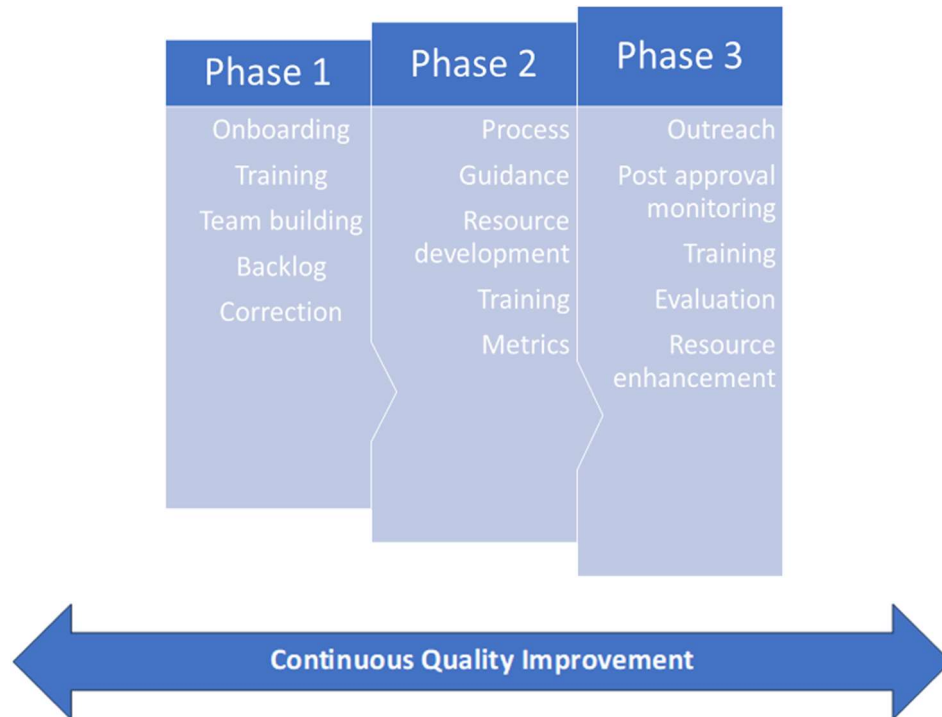 Phase 1
Onboarding
Training
Team building
Backlog
Correction
Phase 2
Process
Guidance
Resource
development
Training
Metrics
Phase 3
Outreach
Post approval
monitoring
Training
Evaluation
Resource
enhancement
Continuous Quality Improvement